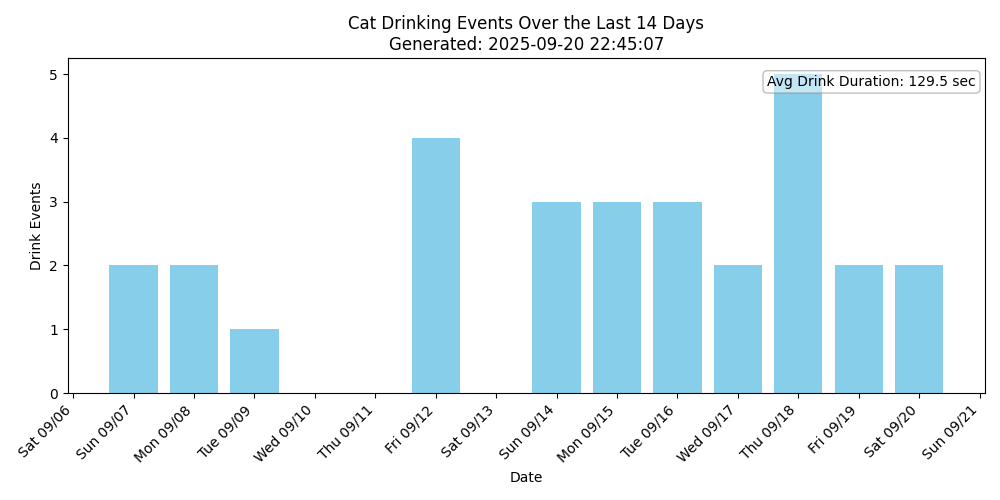 Cat Drinking Events Over the Last 14 Days
Generated: 2025-09-20 22:45:07
Avg Drink Duration: 129.5 sec
Drink Events
5
4
3
2
1
0
Sat 09/06
Sun 09/07
Mon 09/08
Tue 09/09
Wed 09/10
Thu 09/11
Fri 09/12
Sat 09/13
Sun 09/14
Mon 09/15
Tue 09/16
Wed 09/17
Thu 09/18
Fri 09/19
Sat 09/20
Sun 09/21
Date